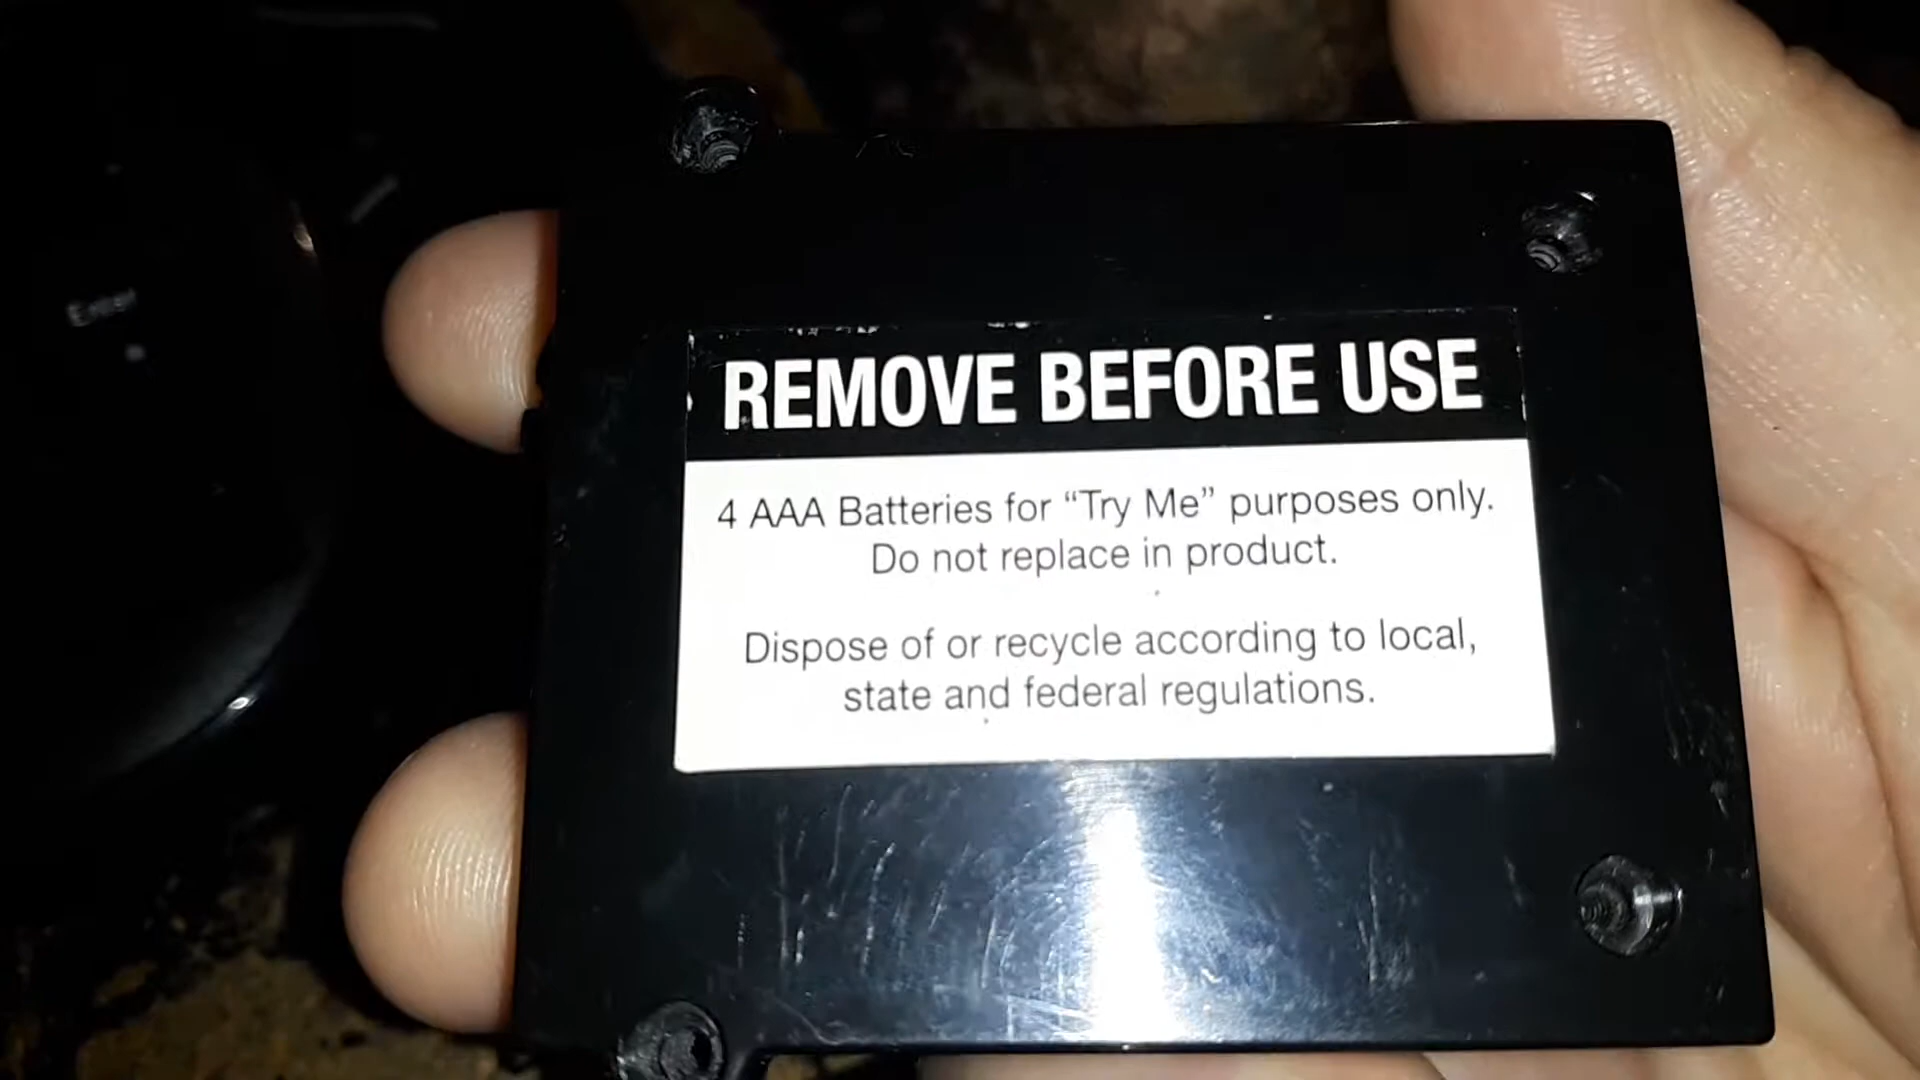 REMOVE BEFORE USE
4 AAA Batteries for “Try Me” purposes only.
Do not replace in product.
Dispose of or recycle according to local,
state and federal regulations.